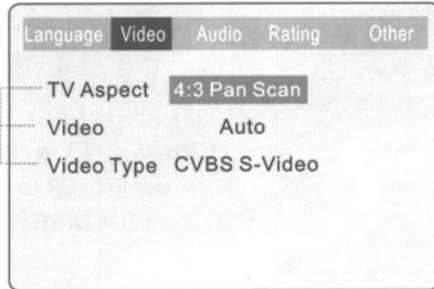 Language Video Audio Rating Other
TV Aspect 4:3 Pan Scan
Video Auto
Video Type CVBS S-Video